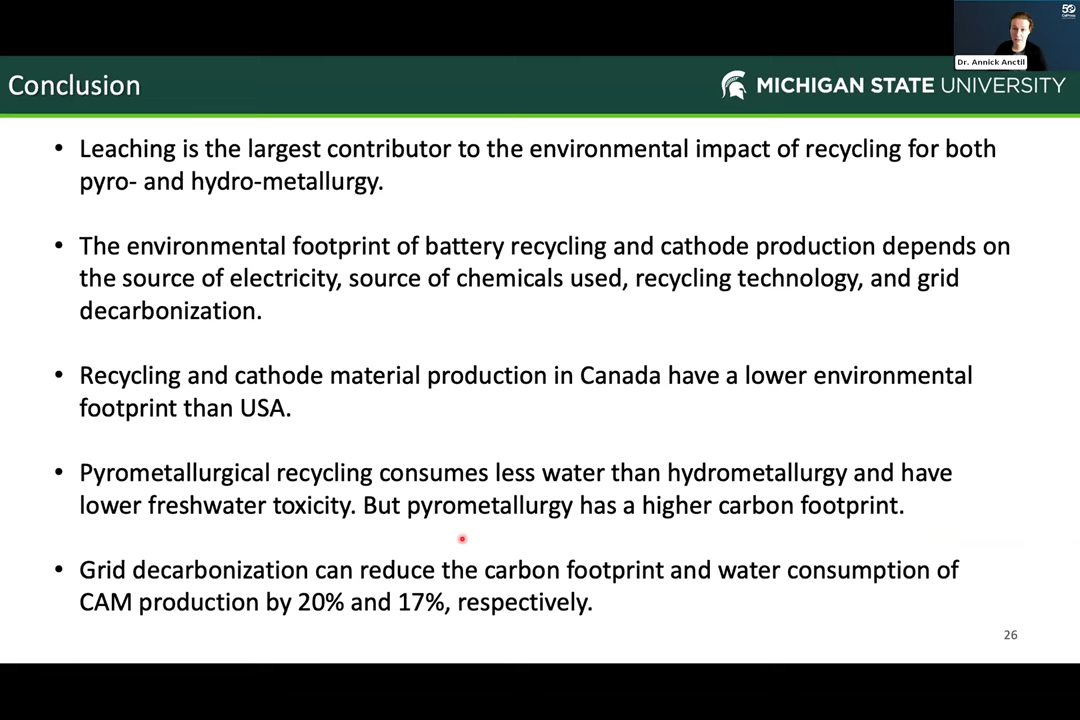 50
Dr. Annick Anctil
Conclusion
MICHIGAN STATE UNIVERSITY
• Leaching is the largest contributor to the environmental impact of recycling for both
pyro- and hydro-metallurgy.
• The environmental footprint of battery recycling and cathode production depends on
the source of electricity, source of chemicals used, recycling technology, and grid
decarbonization.
• Recycling and cathode material production in Canada have a lower environmental
footprint than USA.
• Pyrometallurgical recycling consumes less water than hydrometallurgy and have
lower freshwater toxicity. But pyrometallurgy has a higher carbon footprint.
• Grid decarbonization can reduce the carbon footprint and water consumption of
CAM production by 20% and 17%, respectively.
26